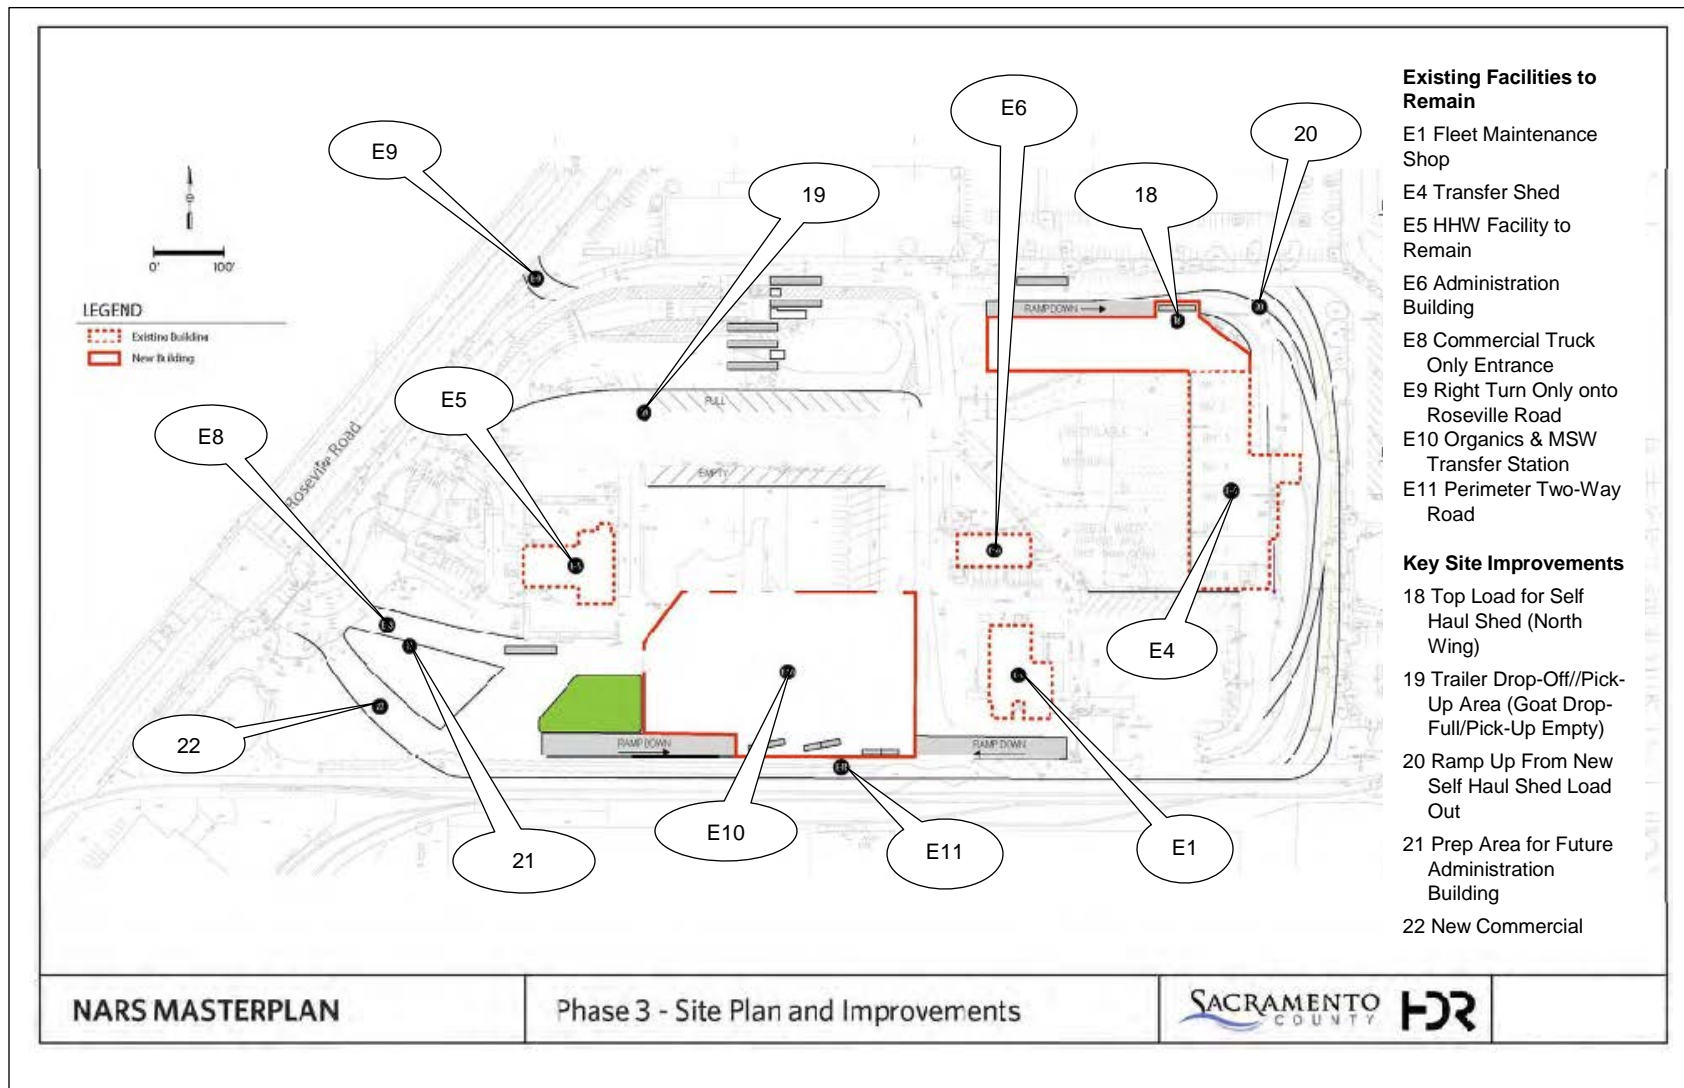 E6
20
E9
19
18
0'
100'
LEGEND
Existing Building
New Building
RAMP DOWN
E5
FULL
E8
Roseville Road
EMPTY
E4
22
RAMP DOWN
RAMP DOWN
21
E10
E11
E1
Existing Facilities to
Remain
E1 Fleet Maintenance
Shop
E4 Transfer Shed
E5 HHW Facility to
Remain
E6 Administration
Building
E8 Commercial Truck
Only Entrance
E9 Right Turn Only onto
Roseville Road
E10 Organics & MSW
Transfer Station
E11 Perimeter Two-Way
Road
Key Site Improvements
18 Top Load for Self
Haul Shed (North
Wing)
19 Trailer Drop-Off//Pick-
Up Area (Goat Drop-
Full/Pick-Up Empty)
20 Ramp Up From New
Self Haul Shed Load
Out
21 Prep Area for Future
Administration
Building
22 New Commercial
NARS MASTERPLAN
Phase 3 - Site Plan and Improvements
SACRAMENTO
COUNTY
HDR